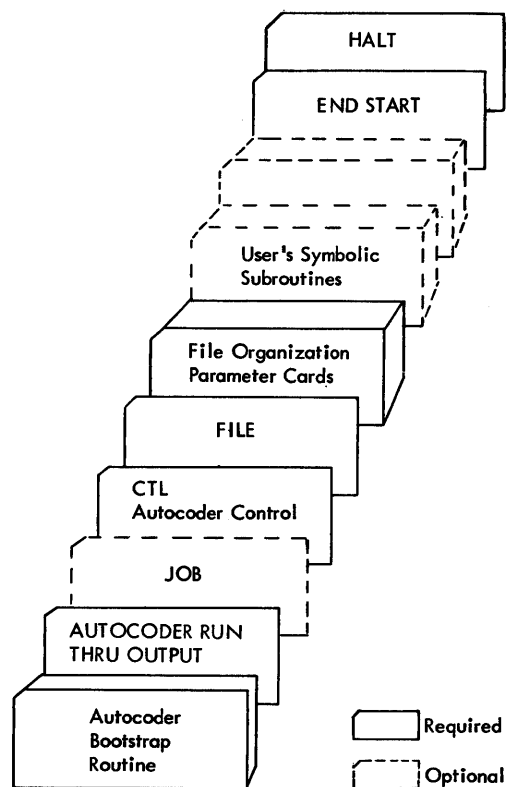 HALT
END START
User's Symbolic
Subroutines
File Organization
Parameter Cards
FILE
CTL
Autocoder Control
JOB
AUTOCODER RUN
THRU OUTPUT
Autocoder
Bootstrap
Routine
Required
Optional